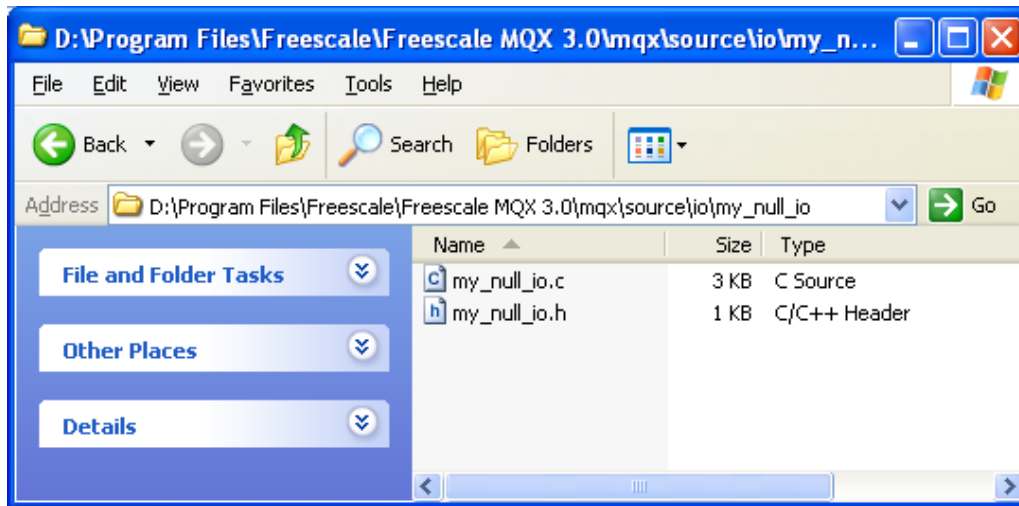 D:\Program Files\Freescale\Freescale MQX 3.0\mqx\source\io\my_n...
File Edit View Favorites Tools Help
Back Search Folders
Address D:\Program Files\Freescale\Freescale MQX 3.0\mqx\source\io\my_null_io Go
Name Size Type
File and Folder Tasks
my_null_io.c 3 KB C Source
my_null_io.h 1 KB C/C++ Header
Other Places
Details